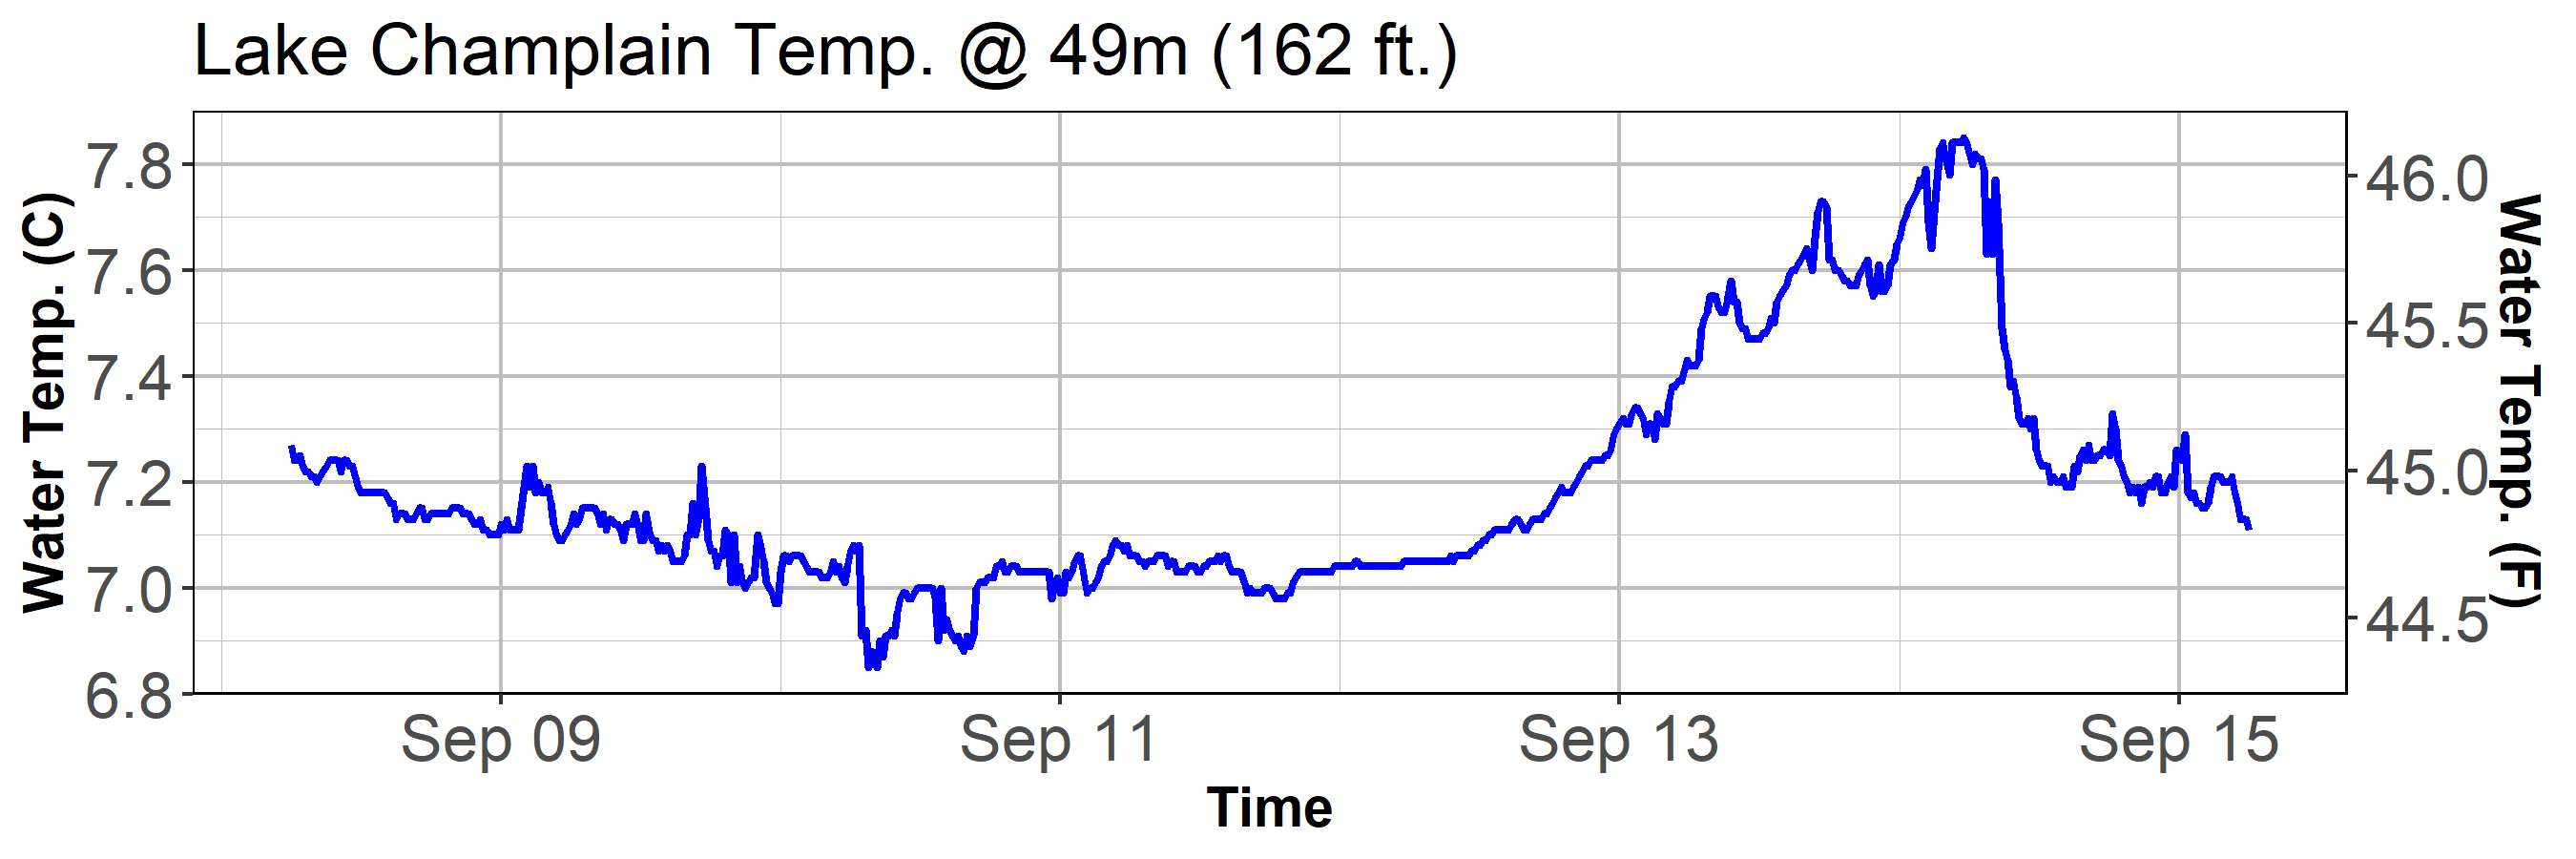 Lake Champlain Temp. @ 49m (162 ft.)
Water Temp. (C)
7.8
7.6
7.4
7.2
7.0
6.8
46.0
45.5
45.0
44.5
Water Temp. (F)
Sep 09 Sep 11 Sep 13 Sep 15
Time